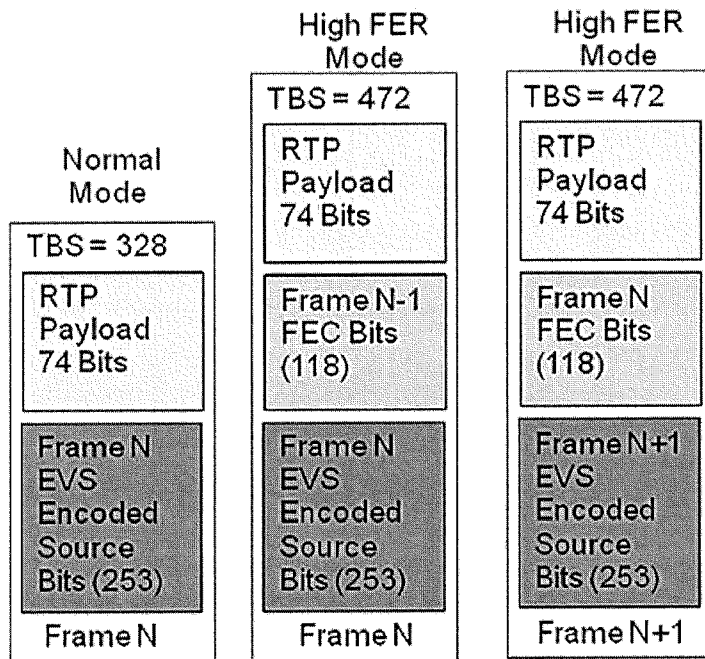 Normal
Mode
TBS = 328
RTP
Payload
74 Bits
Frame N
EVS
Encoded
Source
Bits (253)
Frame N
High FER
Mode
TBS = 472
RTP
Payload
74 Bits
Frame N-1
FEC Bits
(118)
Frame N
EVS
Encoded
Source
Bits (253)
Frame N
High FER
Mode
TBS = 472
RTP
Payload
74 Bits
Frame N
FEC Bits
(118)
Frame N+1
EVS
Encoded
Source
Bits (253)
Frame N+1